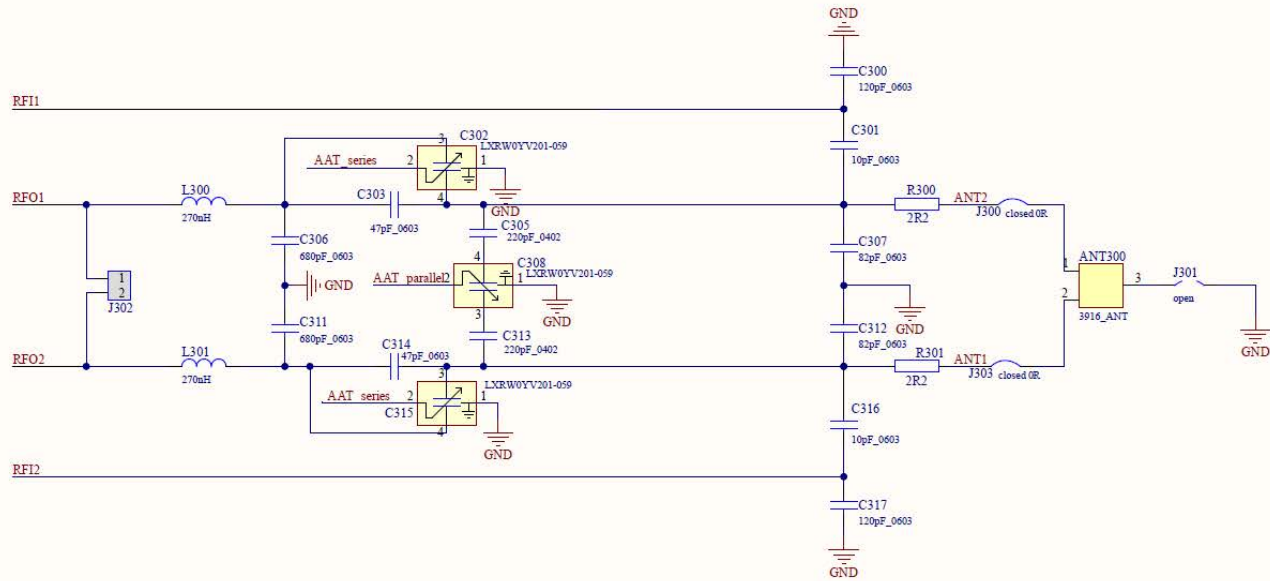 GND
C300
120pF_0603
RFI1
C301
10pF_0603
3
C302
LXRW0YV201-059
AAT_series
2
1
4
GND
RFO1
L300
270nH
C303
47pF_0603
R300
2R2
ANT2
J300
closed 0R
C305
220pF_0402
C306
680pF_0603
C307
82pF_0603
1
2
J302
GND
AAT_parallel
2
4
C308
LXRW0YV201-059
1
3
GND
GND
1
2
ANT300
3916_ANT
3
J301
open
GND
C311
680pF_0603
C313
220pF_0402
C312
82pF_0603
RFO2
L301
270nH
C314
47pF_0603
R301
2R2
ANT1
J303
closed 0R
3
LXRW0YV201-059
AAT_series
2
C315
1
4
GND
C316
10pF_0603
RFI2
C317
120pF_0603
GND